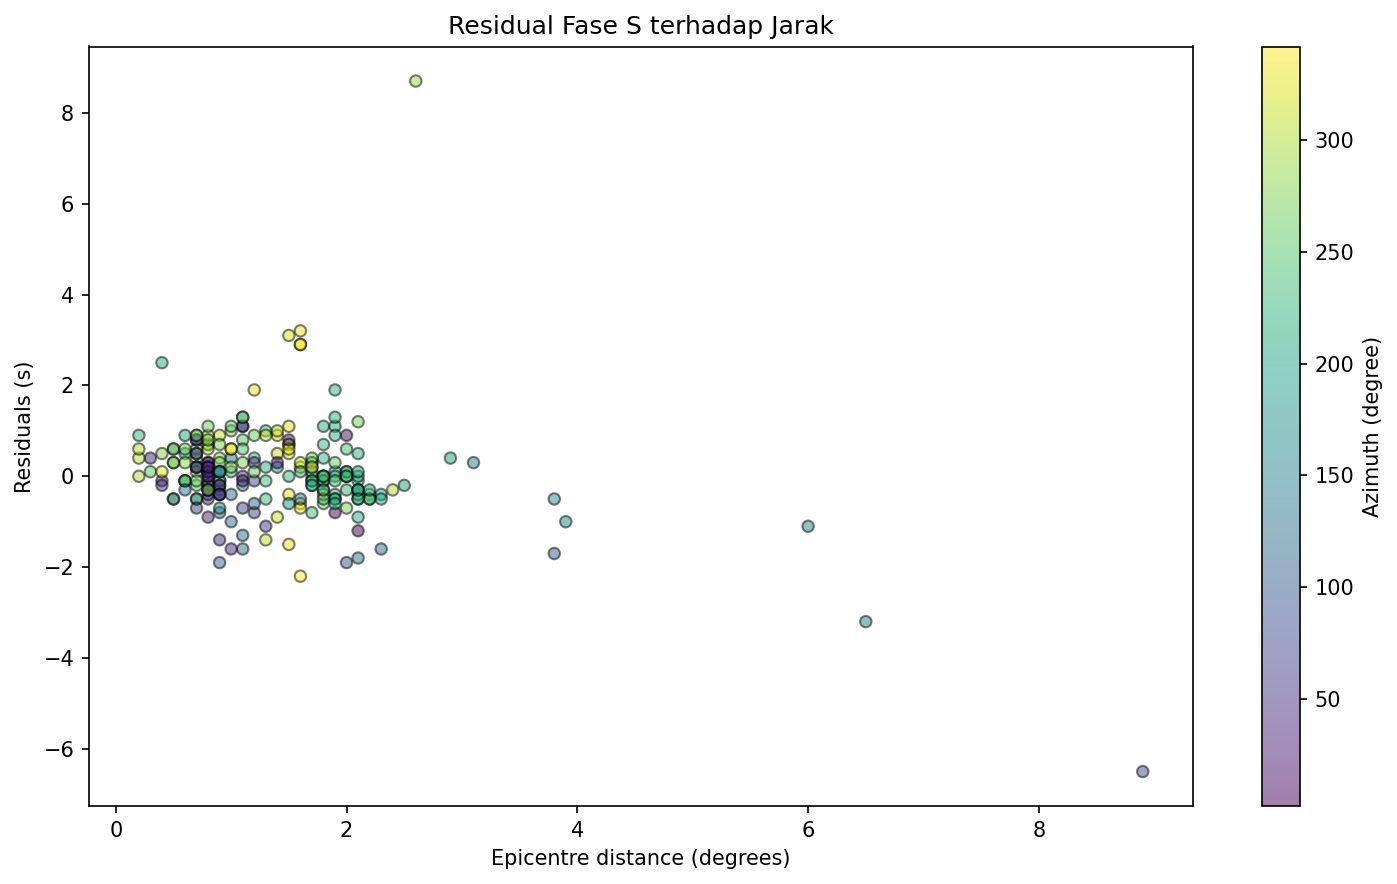 Residual Fase S terhadap Jarak
Residuals (s)
8
6
4
2
0
−2
−4
−6
0 2 4 6 8
Epicentre distance (degrees)
300
250
200
150
100
50
Azimuth (degree)